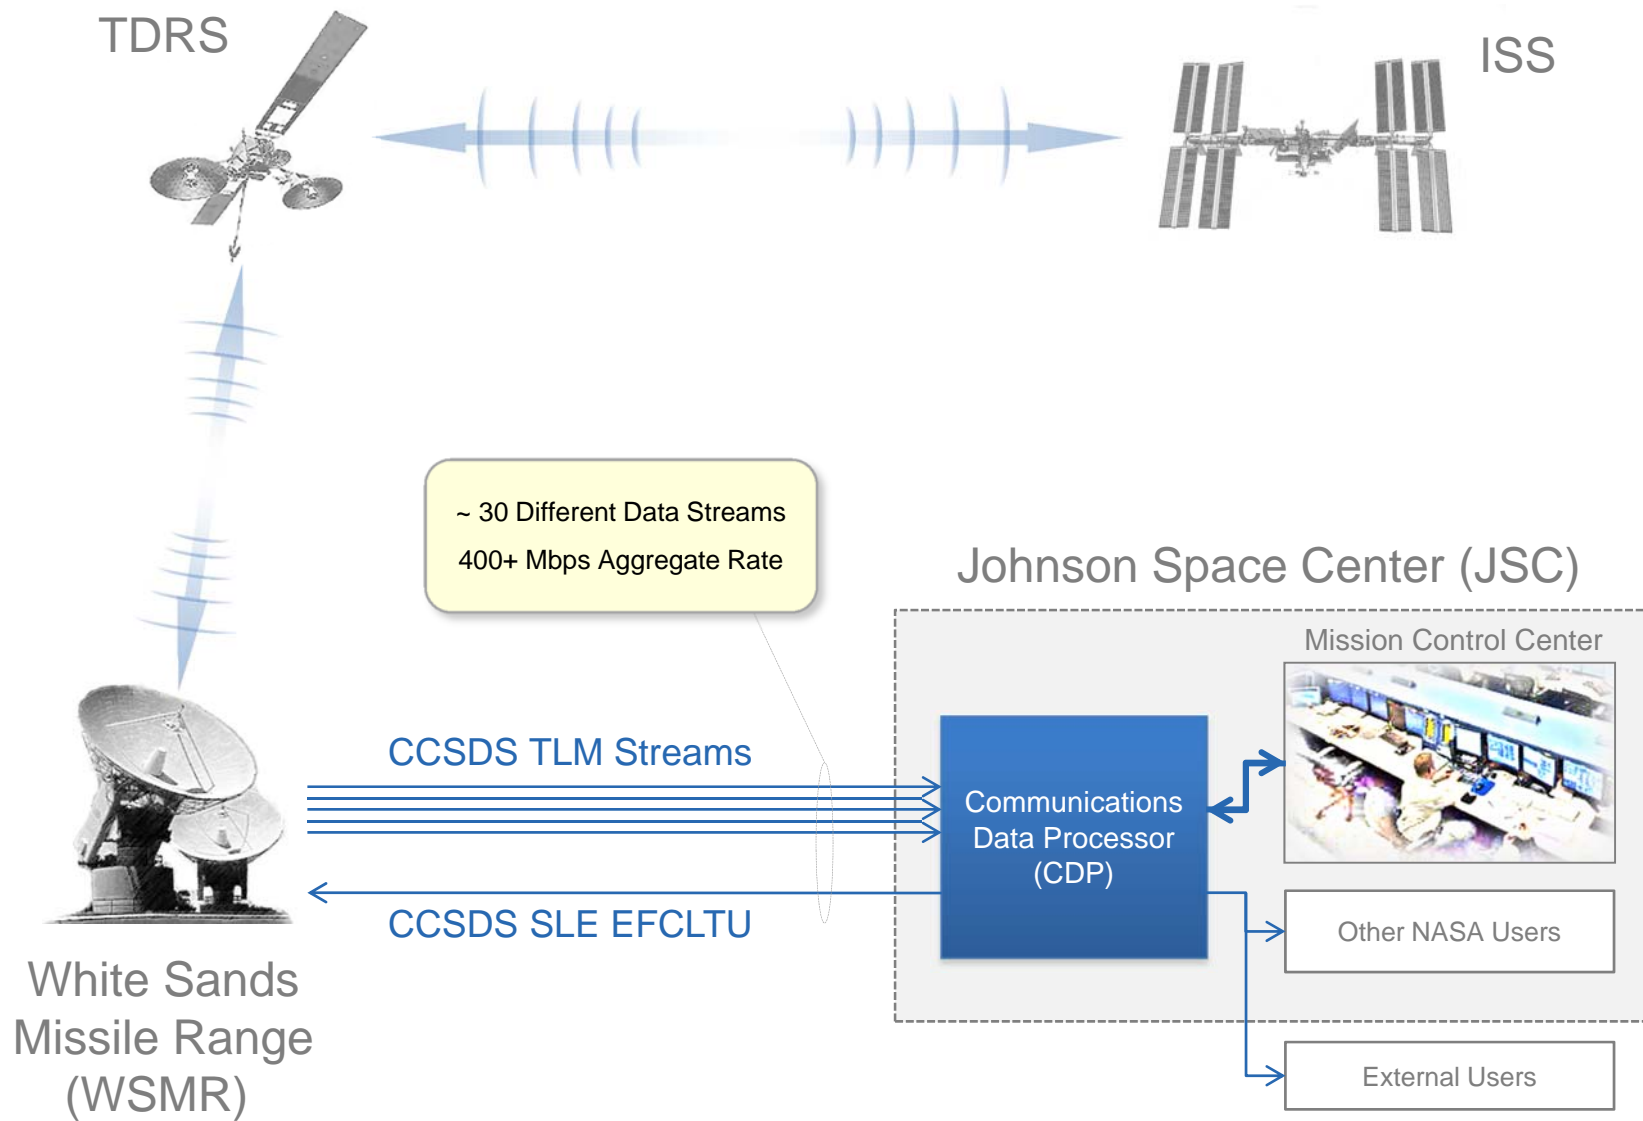 TDRS
ISS
~ 30 Different Data Streams
400+ Mbps Aggregate Rate
Johnson Space Center (JSC)
Mission Control Center
CCSDS TLM Streams
Communications
Data Processor
(CDP)
CCSDS SLE EFCLTU
Other NASA Users
White Sands
Missile Range
(WSMR)
External Users